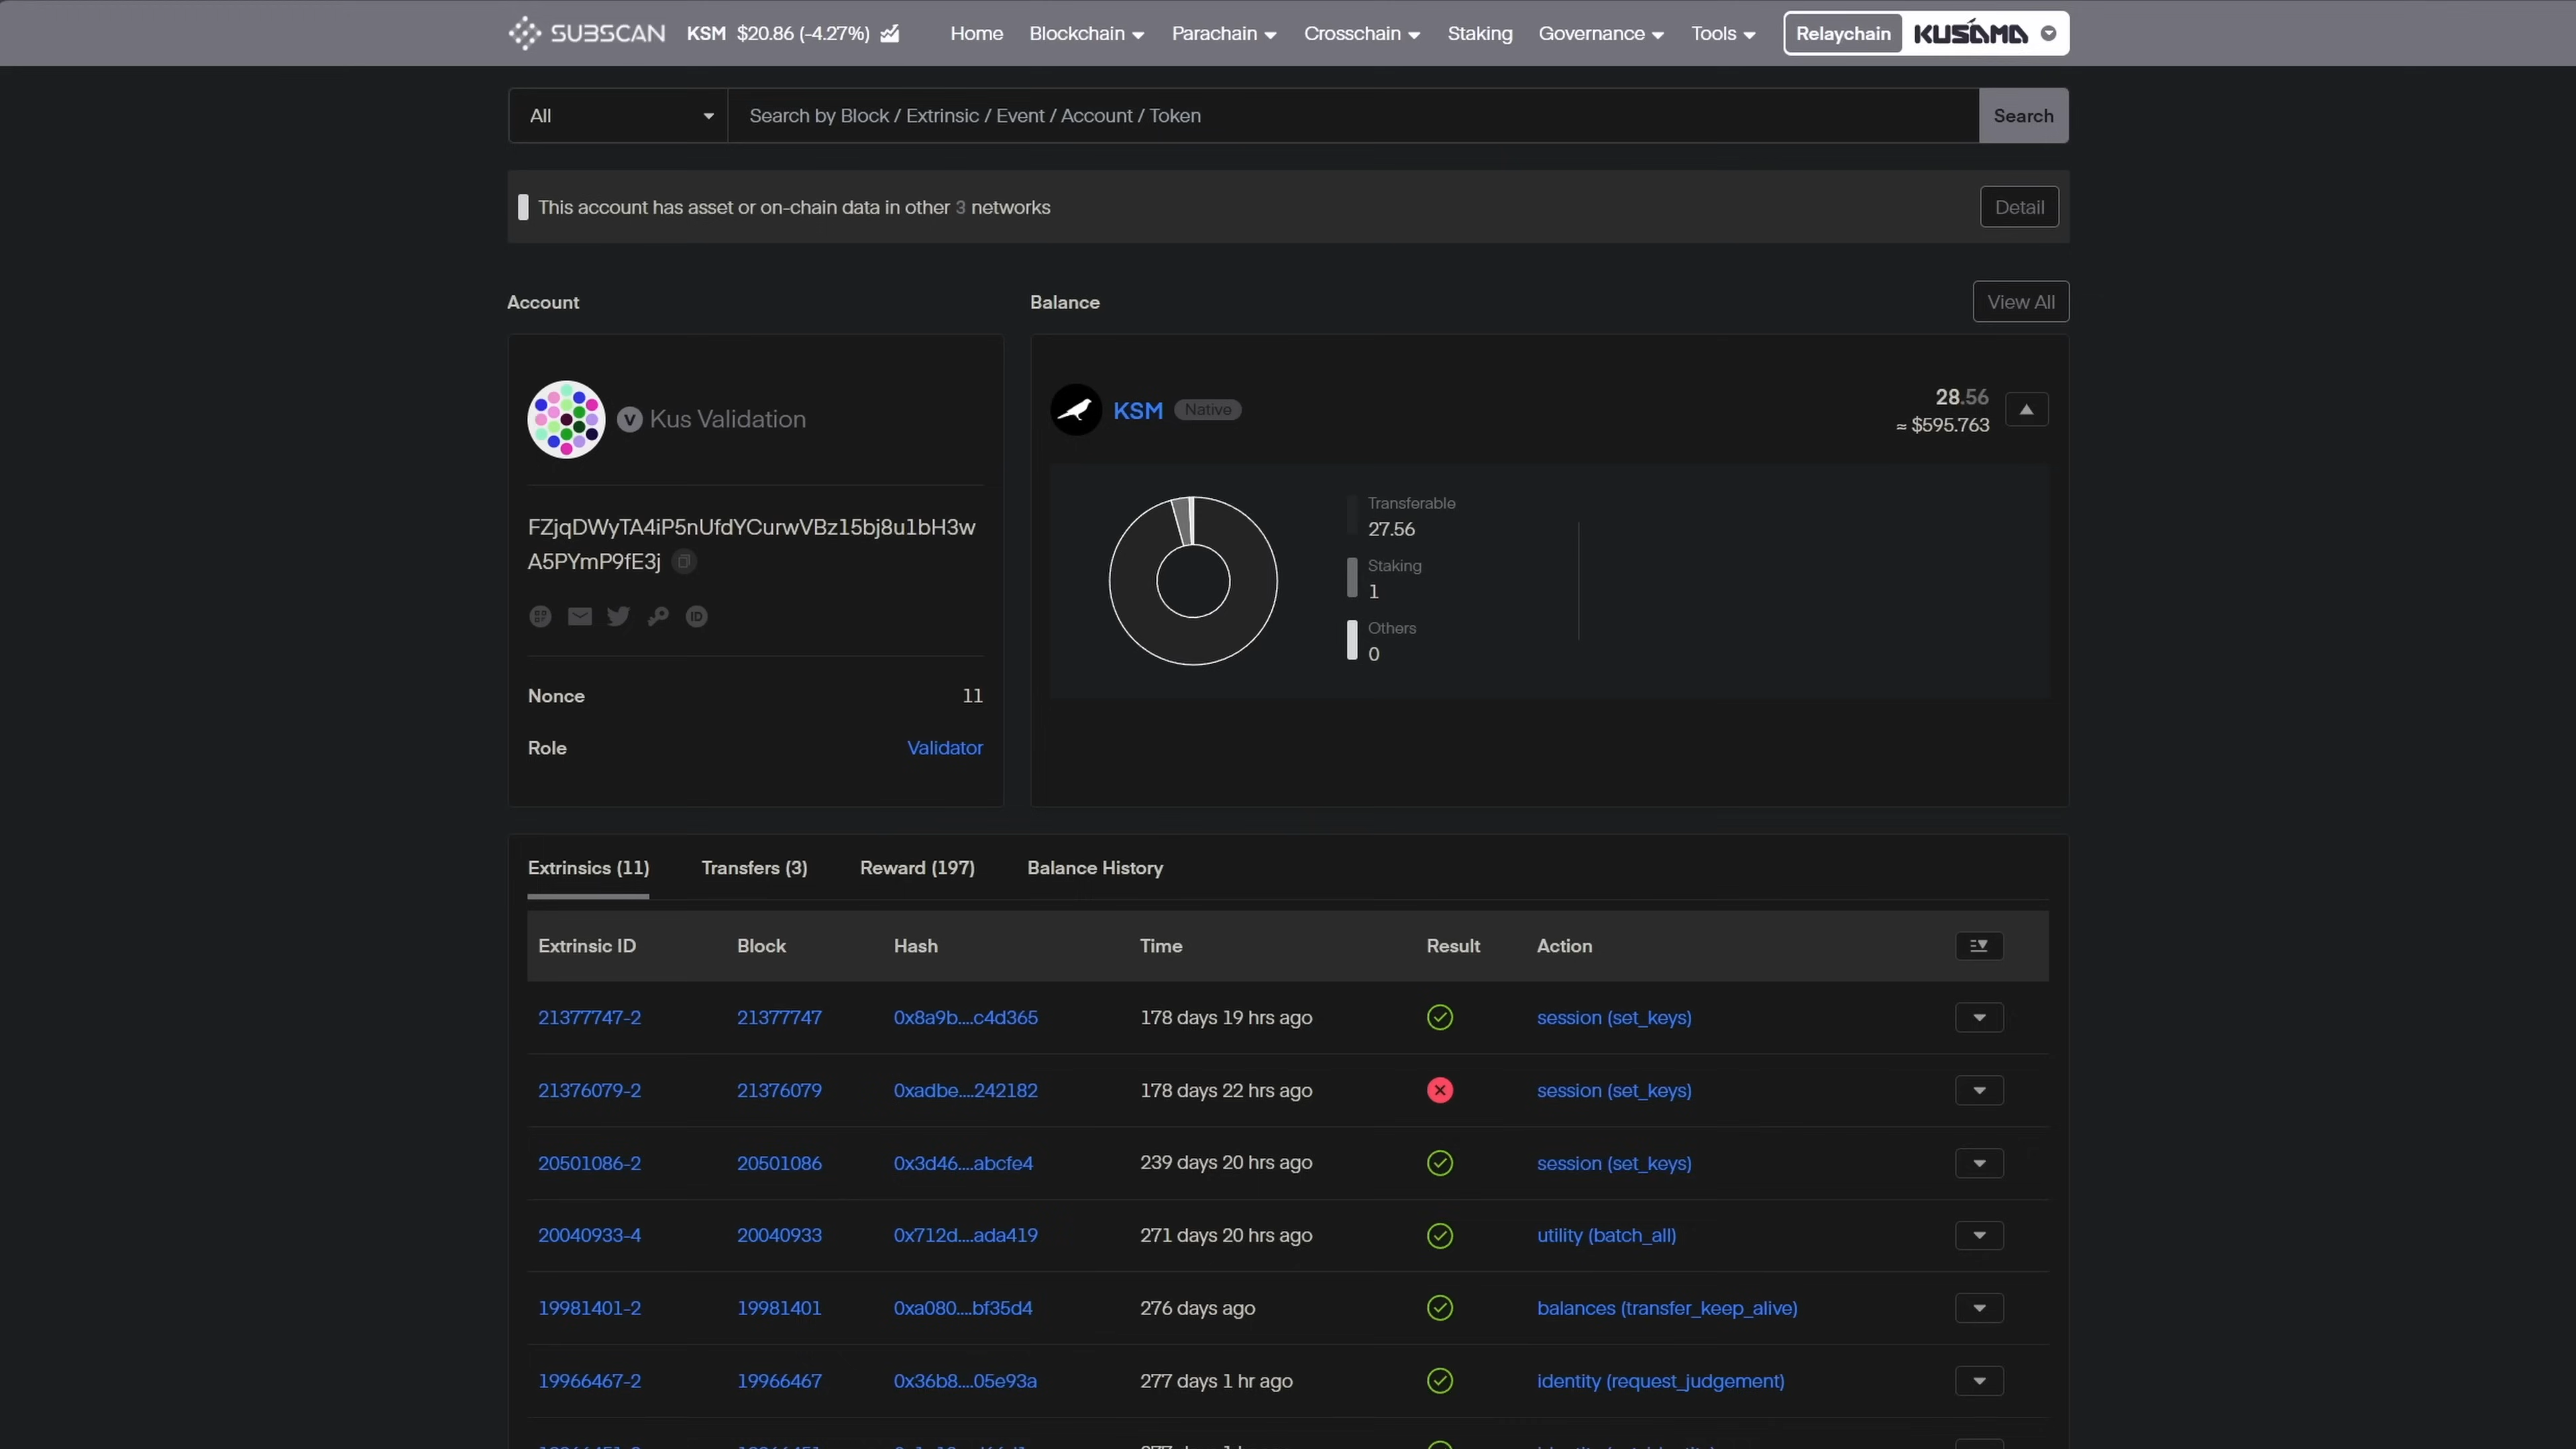 SUBSCAN KSM $20.86 (-4.27%) Home Blockchain Parachain Crosschain Staking Governance Tools Relaychain KUSAMA
All Search by Block / Extrinsic / Event / Account / Token Search
This account has asset or on-chain data in other 3 networks Detail
Account
Balance View All
V Kus Validation
FZjqDWyTA4iP5nUfdYCurwVBz15bj8u1bH3w
A5PYmP9fE3j
ID
Nonce 11
Role Validator
KSM Native 28.56
≈ $595.763
Transferable
27.56
Staking
1
Others
0
Extrinsics (11) Transfers (3) Reward (197) Balance History
Extrinsic ID Block Hash Time Result Action
21377747-2 21377747 0x8a9b....c4d365 178 days 19 hrs ago session (set_keys)
21376079-2 21376079 0xadbe....242182 178 days 22 hrs ago session (set_keys)
20501086-2 20501086 0x3d46....abcfe4 239 days 20 hrs ago session (set_keys)
20040933-4 20040933 0x712d....ada419 271 days 20 hrs ago utility (batch_all)
19981401-2 19981401 0xa080....bf35d4 276 days ago balances (transfer_keep_alive)
19966467-2 19966467 0x36b8....05e93a 277 days 1 hr ago identity (request_judgement)